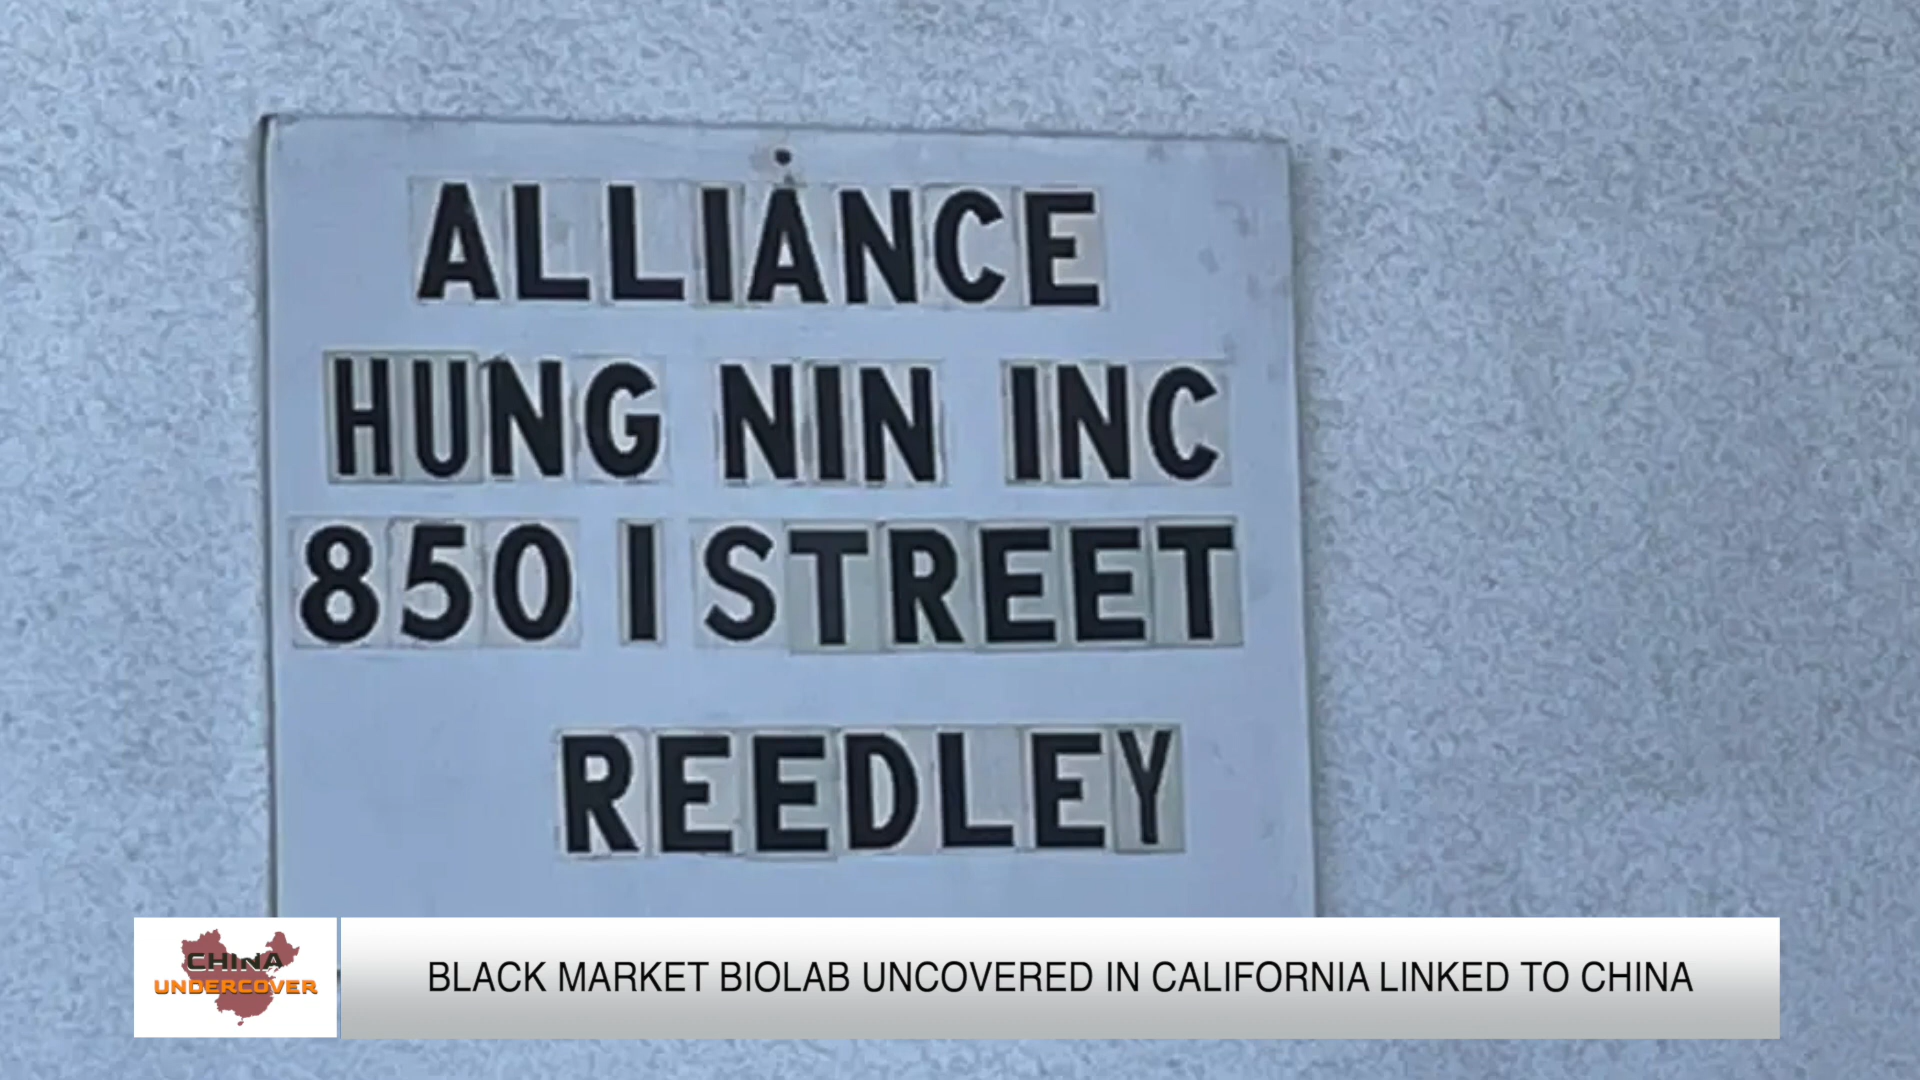 ALLIANCE
HUNG NIN INC
850 I STREET
REEDLEY
CHINA
UNDERCOVER
BLACK MARKET BIOLAB UNCOVERED IN CALIFORNIA LINKED TO CHINA